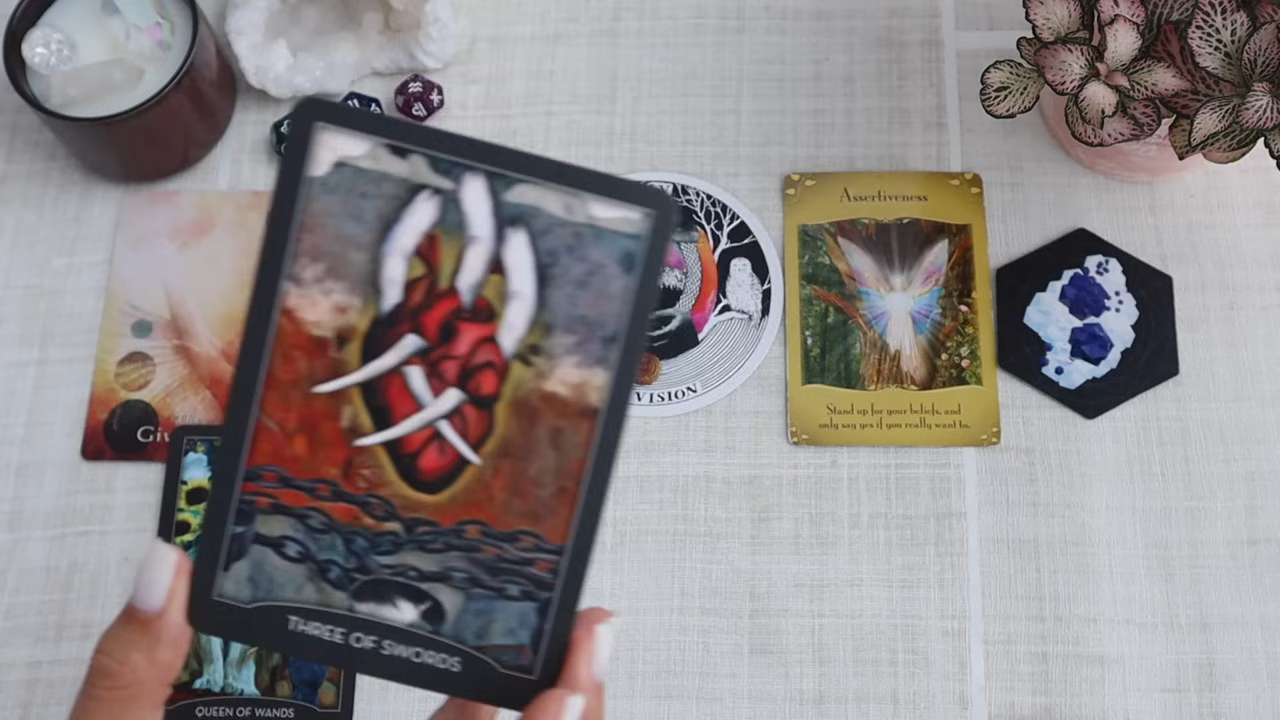 Assertiveness
Stand up for your beliefs, and
only say yes if you really want to.
VISION
THREE OF SWORDS
QUEEN OF WANDS